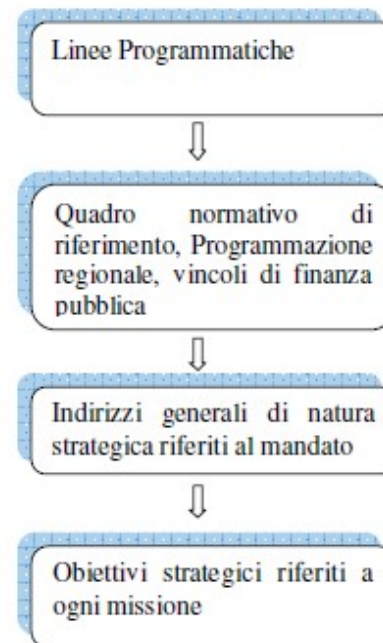 Linee Programmatiche
Quadro normativo di
riferimento, Programmazione
regionale, vincoli di finanza
pubblica
Indirizzi generali di natura
strategica riferiti al mandato
Obiettivi strategici riferiti a
ogni missione